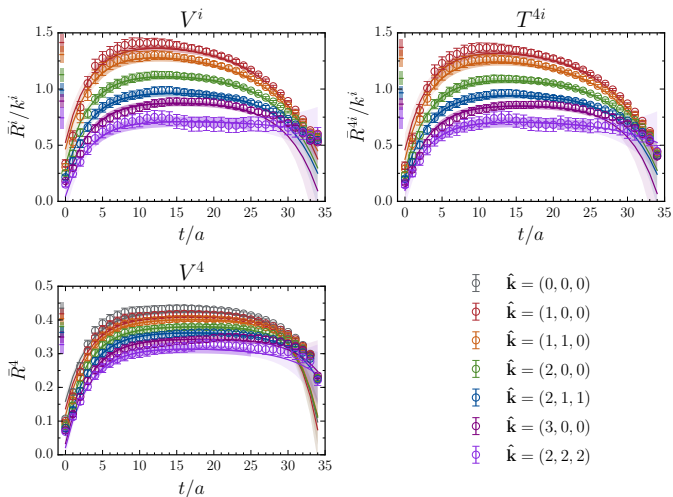 V^i
T^{4i}
1.5
1.0
0.5
0.0
R̄^i/k^i
0 5 10 15 20 25 30 35
t/a
1.5
1.0
0.5
0.0
R̄^{4i}/k^i
0 5 10 15 20 25 30 35
t/a
V^4
0.4
0.3
0.2
0.1
0.0
R̄^4
0 5 10 15 20 25 30 35
t/a
k̂ = (0, 0, 0)
k̂ = (1, 0, 0)
k̂ = (1, 1, 0)
k̂ = (2, 0, 0)
k̂ = (2, 1, 1)
k̂ = (3, 0, 0)
k̂ = (2, 2, 2)